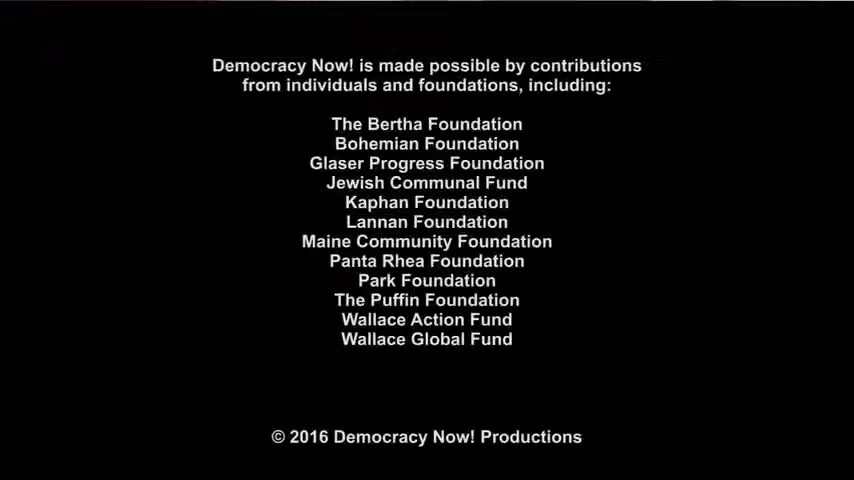 Democracy Now! is made possible by contributions
from individuals and foundations, including:
The Bertha Foundation
Bohemian Foundation
Glaser Progress Foundation
Jewish Communal Fund
Kaphan Foundation
Lannan Foundation
Maine Community Foundation
Panta Rhea Foundation
Park Foundation
The Puffin Foundation
Wallace Action Fund
Wallace Global Fund
© 2016 Democracy Now! Productions